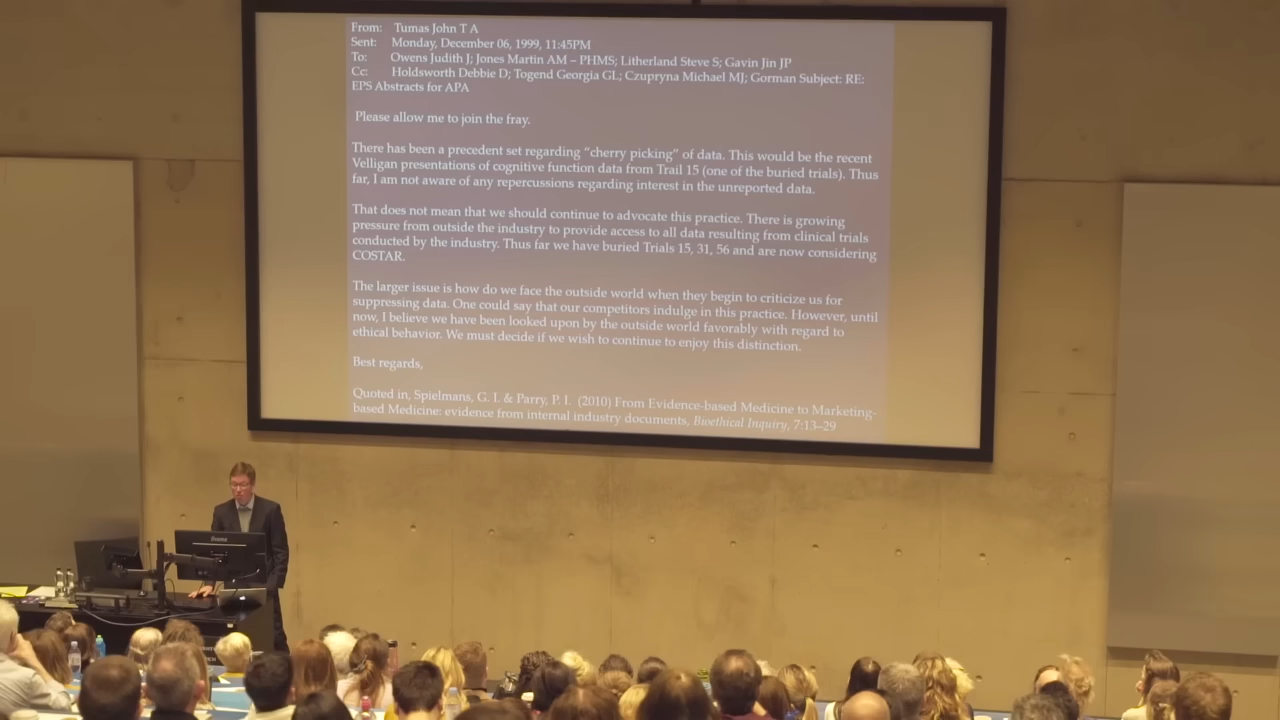 From: Tumas John T A
Sent: Monday, December 06, 1999, 11:45PM
To: Owens Judith J; Jones Martin AM – PHMS; Litherland Steve S; Gavin Jin JP
Cc: Holdsworth Debbie D; Togend Georgia GL; Czupryna Michael MJ; Gorman Subject: RE:
EPS Abstracts for APA
Please allow me to join the fray.
There has been a precedent set regarding “cherry picking” of data. This would be the recent
Velligan presentations of cognitive function data from Trail 15 (one of the buried trials). Thus
far, I am not aware of any repercussions regarding interest in the unreported data.
That does not mean that we should continue to advocate this practice. There is growing
pressure from outside the industry to provide access to all data resulting from clinical trials
conducted by the industry. Thus far we have buried Trials 15, 31, 56 and are now considering
COSTAR.
The larger issue is how do we face the outside world when they begin to criticize us for
suppressing data. One could say that our competitors indulge in this practice. However, until
now, I believe we have been looked upon by the outside world favorably with regard to
ethical behavior. We must decide if we wish to continue to enjoy this distinction.
Best regards,
Quoted in, Spielmans, G. I. & Parry, P. I. (2010) From Evidence-based Medicine to Marketing-
based Medicine: evidence from internal industry documents, Bioethical Inquiry, 7:13–29
iiyama